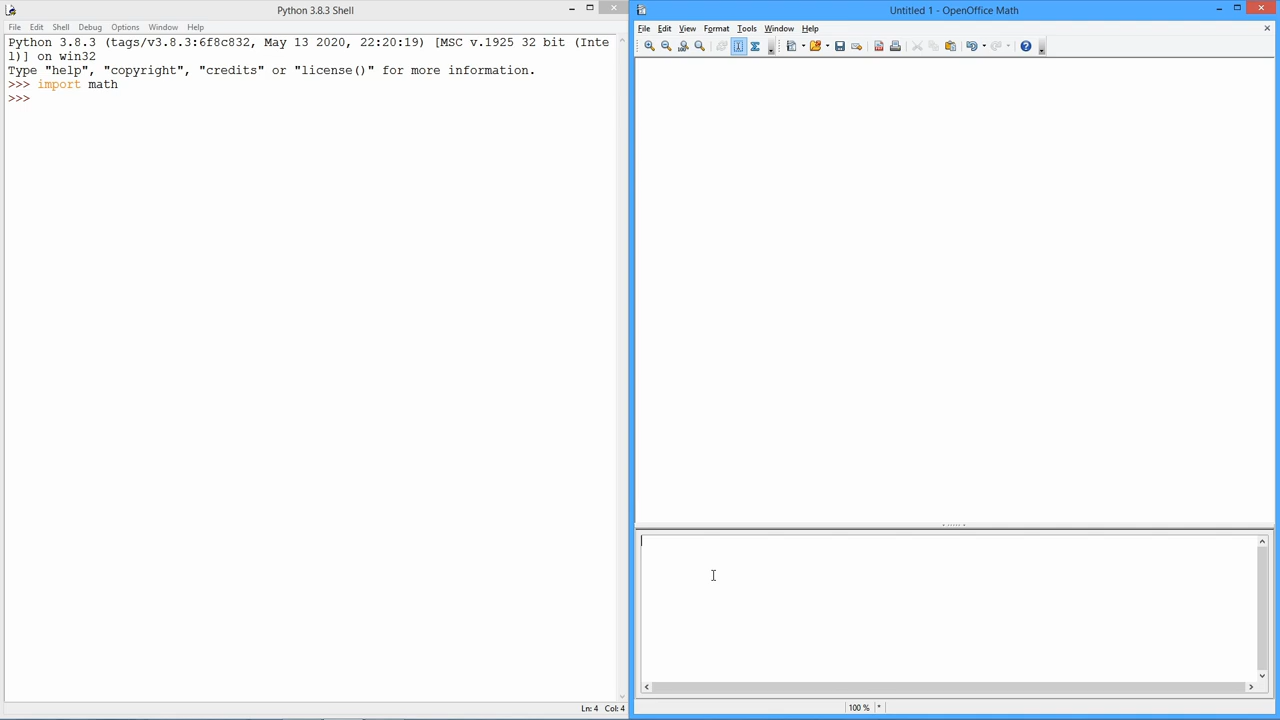 Python 3.8.3 Shell
File Edit Shell Debug Options Window Help
Python 3.8.3 (tags/v3.8.3:6f8c832, May 13 2020, 22:20:19) [MSC v.1925 32 bit (Inte
l)] on win32
Type "help", "copyright", "credits" or "license()" for more information.
>>> import math
>>>
Ln: 4 Col: 4
Untitled 1 - OpenOffice Math
File Edit View Format Tools Window Help
100 % *